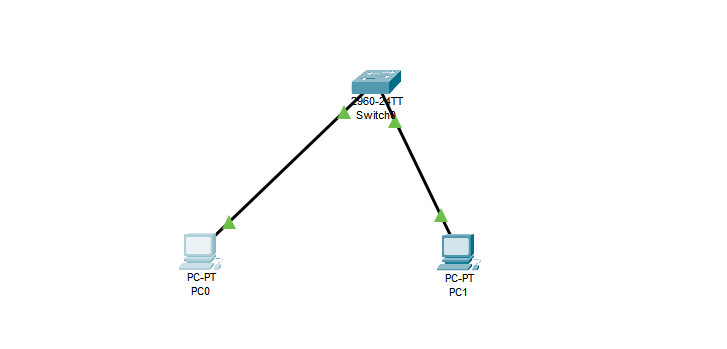 2960-24TT
Switch0
PC-PT
PC0
PC-PT
PC1